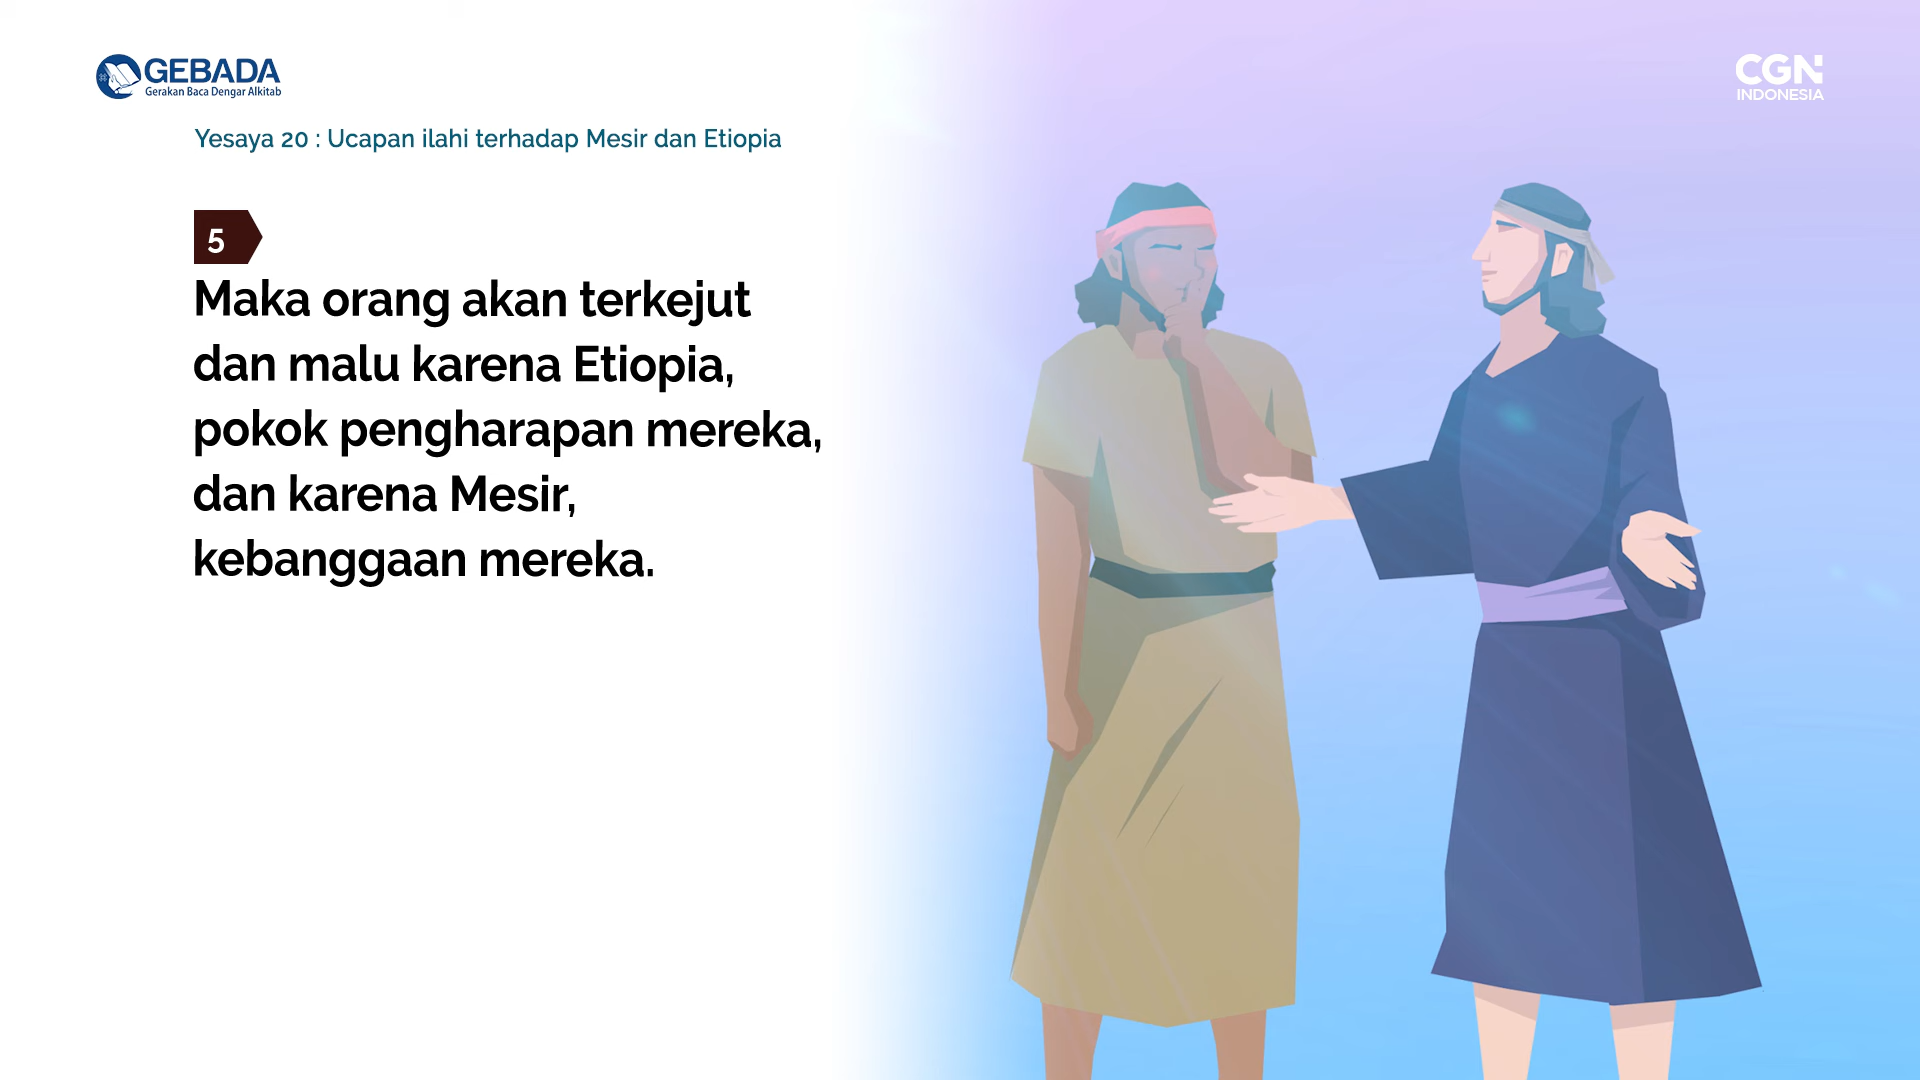 GEBADA
Gerakan Baca Dengar Alkitab
CGN
INDONESIA
Yesaya 20 : Ucapan ilahi terhadap Mesir dan Etiopia
5
Maka orang akan terkejut
dan malu karena Etiopia,
pokok pengharapan mereka,
dan karena Mesir,
kebanggaan mereka.